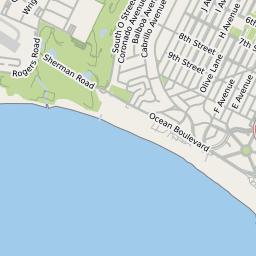 Rogers Road
Sherman Road
South O Street
Coronado Avenue
Balboa Avenue
Cabrillo Avenue
J Avenue
H Avenue
7th
8th Street
9th Street
Olive Lane
F Avenue
E Avenue
Ocean Boulevard